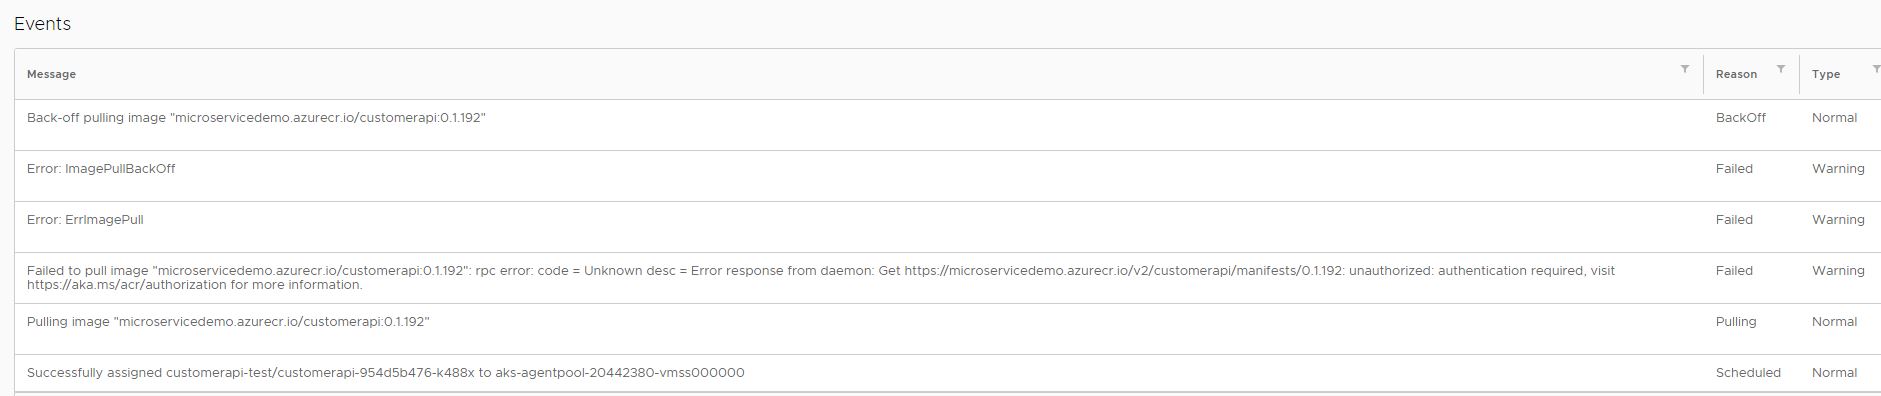 Events
Message Reason Type
Back-off pulling image "microservicedemo.azurecr.io/customerapi:0.1.192" BackOff Normal
Error: ImagePullBackOff Failed Warning
Error: ErrImagePull Failed Warning
Failed to pull image "microservicedemo.azurecr.io/customerapi:0.1.192": rpc error: code = Unknown desc = Error response from daemon: Get https://microservicedemo.azurecr.io/v2/customerapi/manifests/0.1.192: unauthorized: authentication required, visit Failed Warning
https://aka.ms/acr/authorization for more information.
Pulling image "microservicedemo.azurecr.io/customerapi:0.1.192" Pulling Normal
Successfully assigned customerapi-test/customerapi-954d5b476-k488x to aks-agentpool-20442380-vmss000000 Scheduled Normal